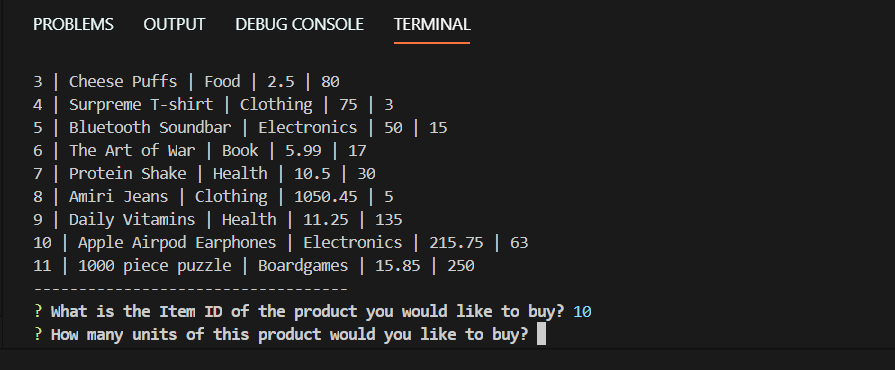 PROBLEMS OUTPUT DEBUG CONSOLE TERMINAL
3 | Cheese Puffs | Food | 2.5 | 80
4 | Surpreme T-shirt | Clothing | 75 | 3
5 | Bluetooth Soundbar | Electronics | 50 | 15
6 | The Art of War | Book | 5.99 | 17
7 | Protein Shake | Health | 10.5 | 30
8 | Amiri Jeans | Clothing | 1050.45 | 5
9 | Daily Vitamins | Health | 11.25 | 135
10 | Apple Airpod Earphones | Electronics | 215.75 | 63
11 | 1000 piece puzzle | Boardgames | 15.85 | 250
-----------------------------------
? What is the Item ID of the product you would like to buy? 10
? How many units of this product would you like to buy?